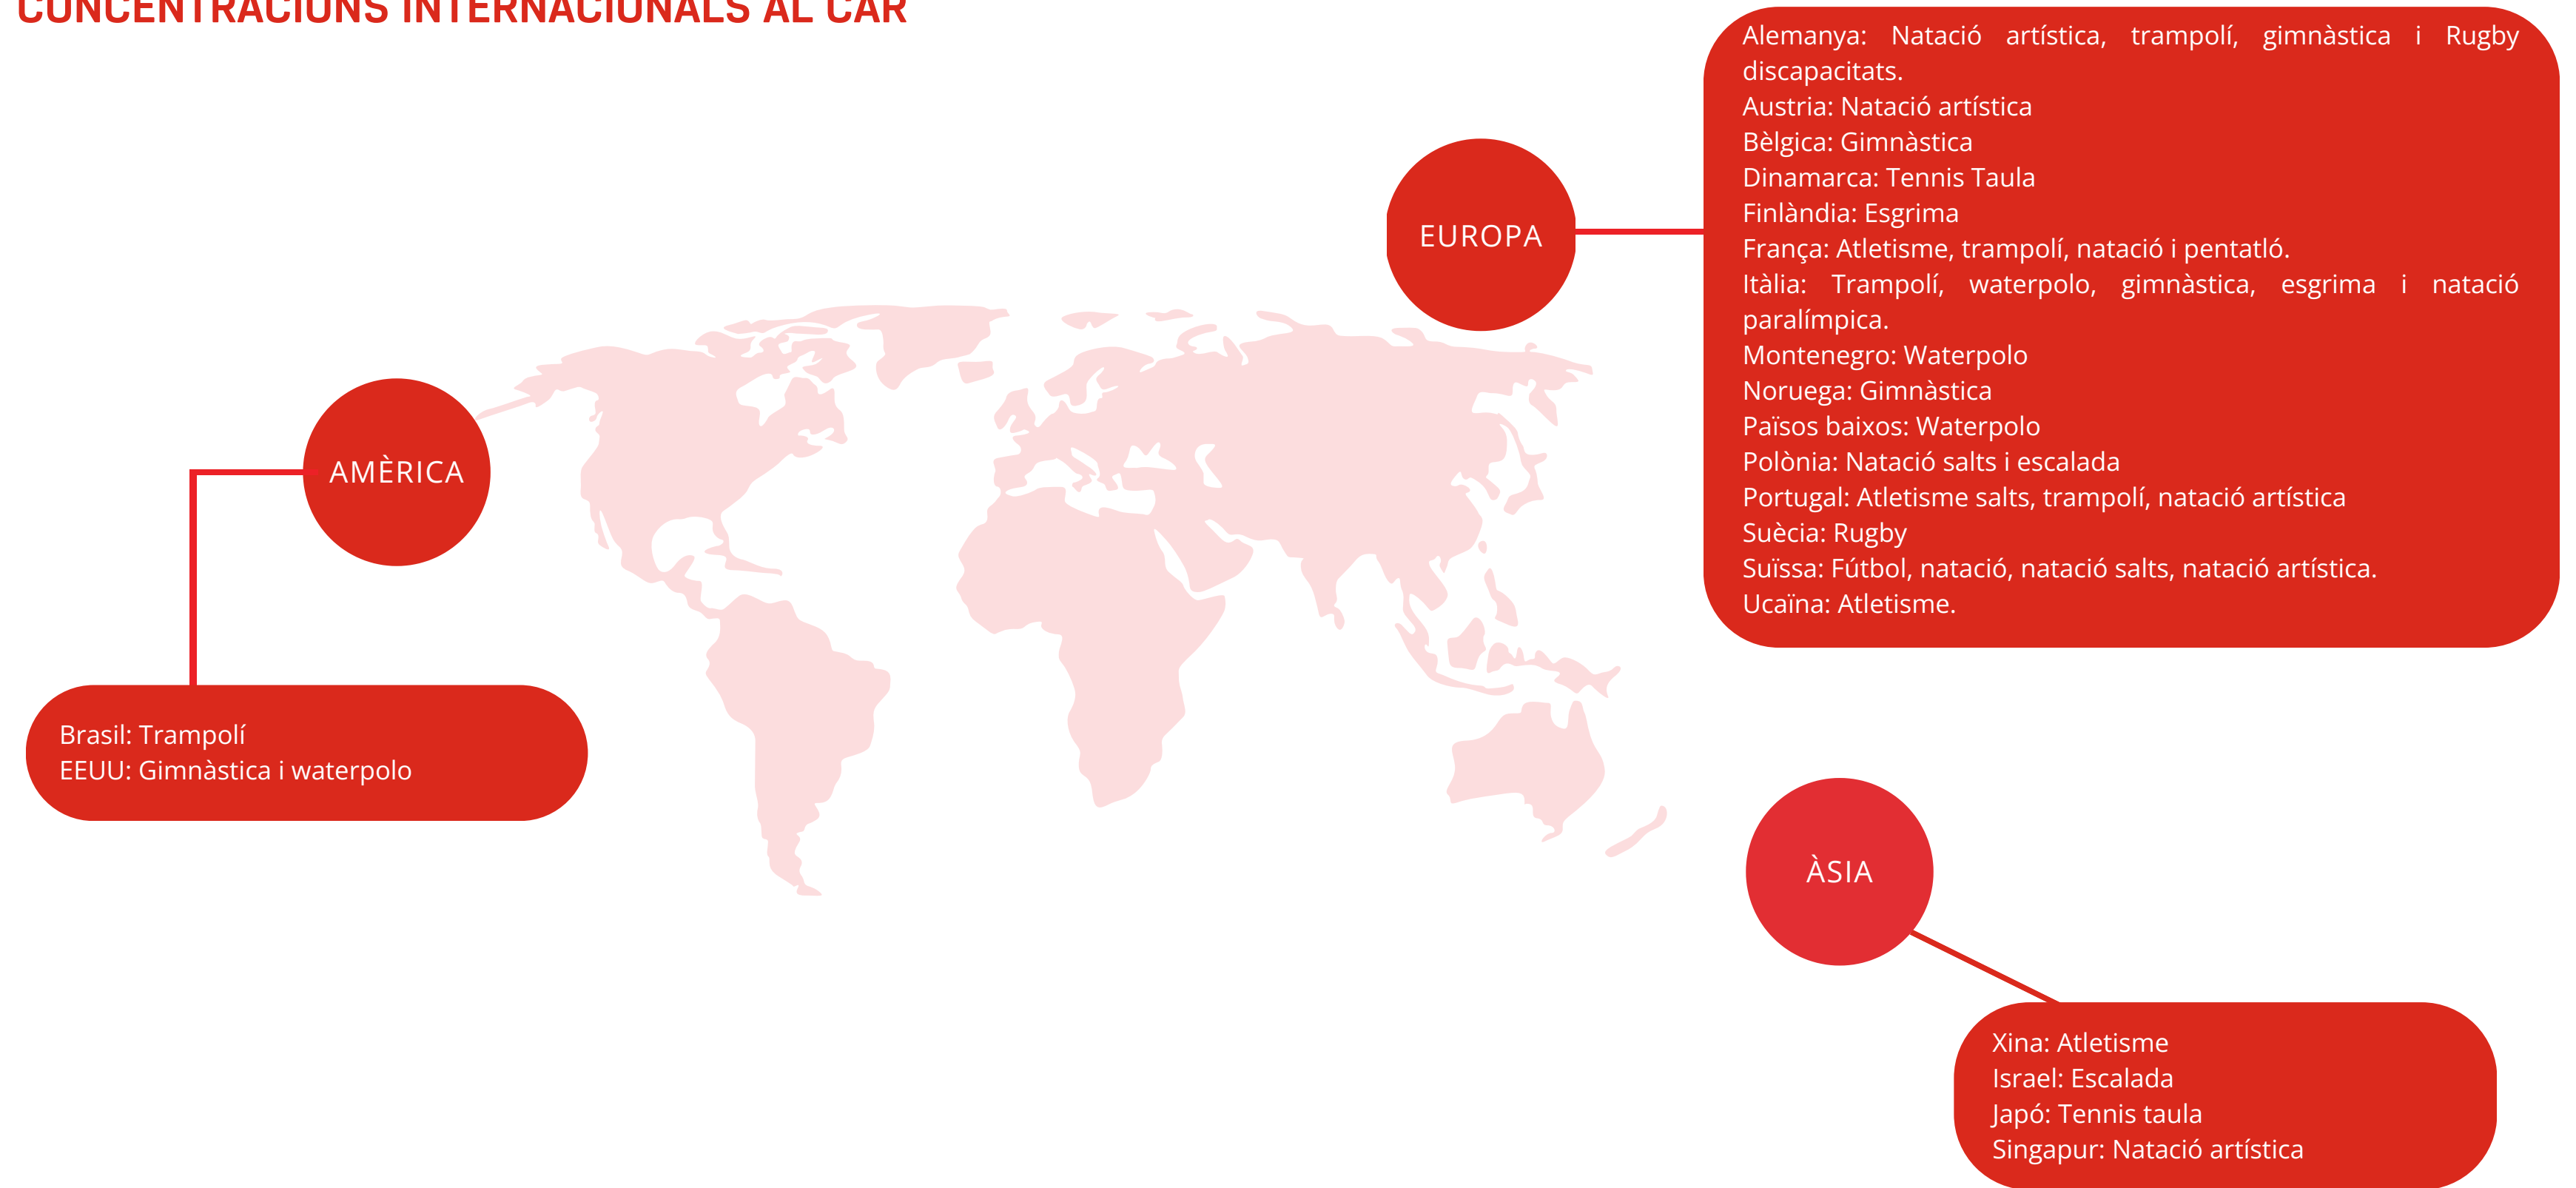 CONCENTRACIONS INTERNACIONALS AL CAR
Alemanya: Natació artística, trampolí, gimnàstica i Rugby
discapacitats.
Austria: Natació artística
Bèlgica: Gimnàstica
Dinamarca: Tennis Taula
Finlàndia: Esgrima
França: Atletisme, trampolí, natació i pentatló.
Itàlia: Trampolí, waterpolo, gimnàstica, esgrima i natació
paralímpica.
Montenegro: Waterpolo
Noruega: Gimnàstica
Països baixos: Waterpolo
Polònia: Natació salts i escalada
Portugal: Atletisme salts, trampolí, natació artística
Suècia: Rugby
Suïssa: Fútbol, natació, natació salts, natació artística.
Ucaïna: Atletisme.
EUROPA
AMÈRICA
Brasil: Trampolí
EEUU: Gimnàstica i waterpolo
ÀSIA
Xina: Atletisme
Israel: Escalada
Japó: Tennis taula
Singapur: Natació artística